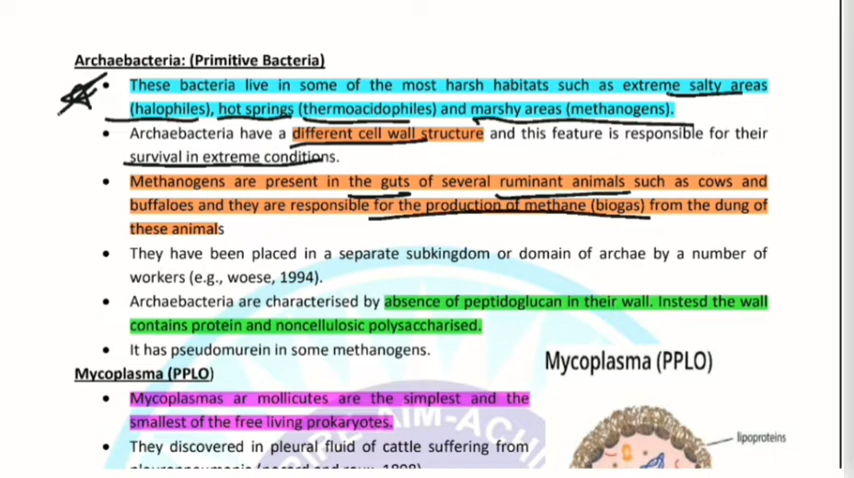 Archaebacteria: (Primitive Bacteria)
• These bacteria live in some of the most harsh habitats such as extreme salty areas
(halophiles), hot springs (thermoacidophiles) and marshy areas (methanogens).
• Archaebacteria have a different cell wall structure and this feature is responsible for their
survival in extreme conditions.
• Methanogens are present in the guts of several ruminant animals such as cows and
buffaloes and they are responsible for the production of methane (biogas) from the dung of
these animals
• They have been placed in a separate subkingdom or domain of archae by a number of
workers (e.g., woese, 1994).
• Archaebacteria are characterised by absence of peptidoglucan in their wall. Instesd the wall
contains protein and noncellulosic polysaccharised.
• It has pseudomurein in some methanogens.
Mycoplasma (PPLO)
Mycoplasma (PPLO)
• Mycoplasmas ar mollicutes are the simplest and the
smallest of the free living prokaryotes.
• They discovered in pleural fluid of cattle suffering from
lipoproteins